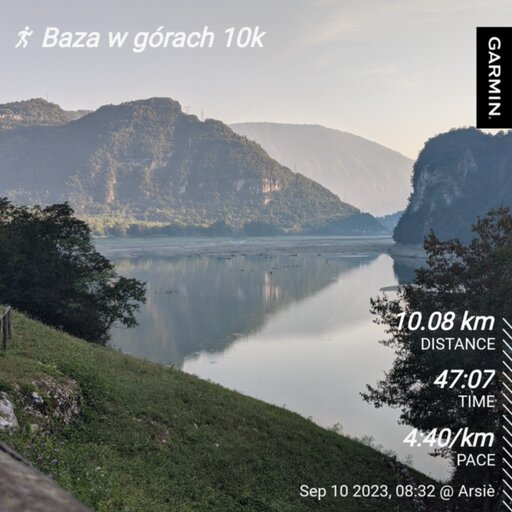 Baza w górach 10k
GARMIN.
10.08 km
DISTANCE
47:07
TIME
4:40/km
PACE
Sep 10 2023, 08:32 @ Arsiè